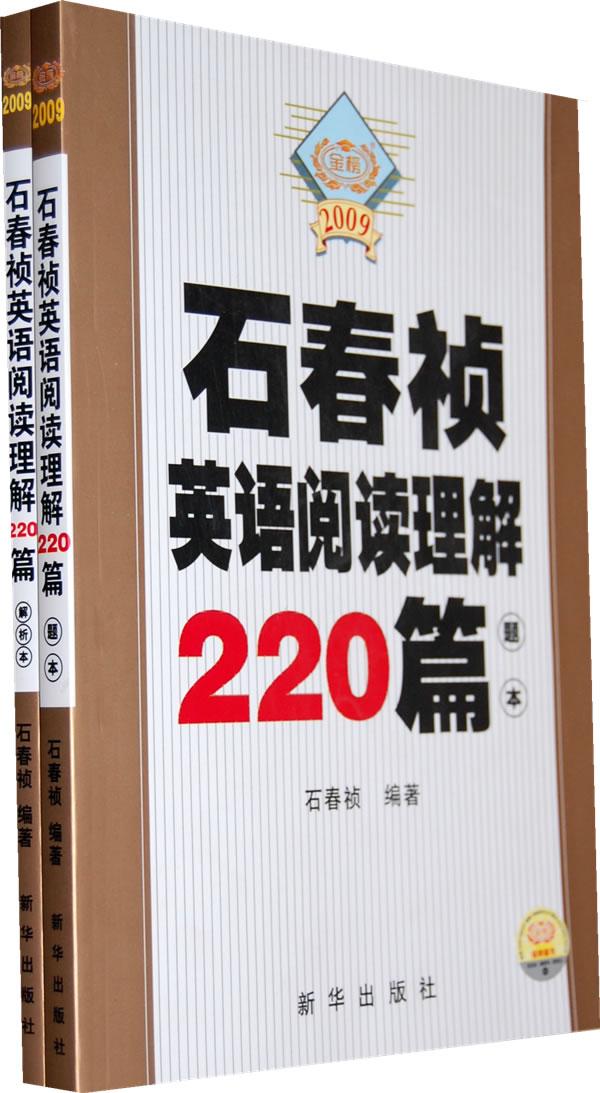 2009
石春祯英语阅读理解220篇
解析本
石春祯 编著
新华出版社
2009
石春祯英语阅读理解220篇
题本
石春祯 编著
新华出版社
金榜
2009
石春祯
英语阅读理解
220篇
题本
石春祯 编著
新华出版社